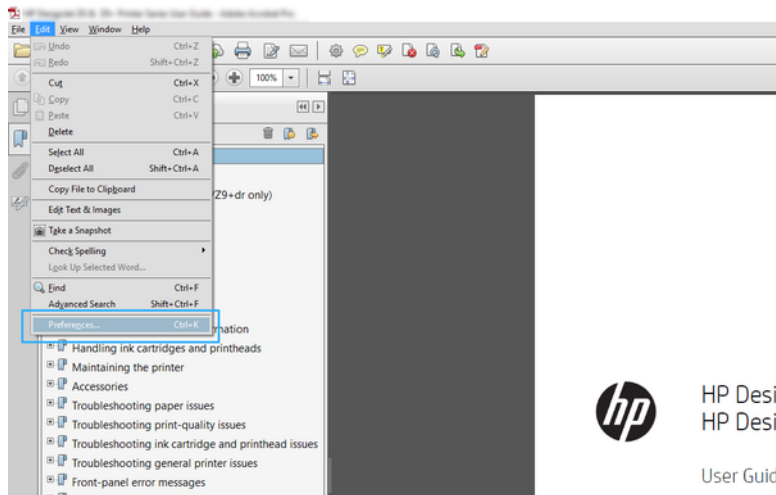 File Edit View Window Help
Undo Ctrl+Z
Redo Shift+Ctrl+Z
Cut Ctrl+X
Copy Ctrl+C
Paste Ctrl+V
Delete
Select All Ctrl+A
Deselect All Shift+Ctrl+A
Copy File to Clipboard
Edit Text & Images
Take a Snapshot
Check Spelling
Look Up Selected Word...
Find Ctrl+F
Advanced Search Shift+Ctrl+F
Preferences... Ctrl+K
100%
/Z9+dr only)
mation
Handling ink cartridges and printheads
Maintaining the printer
Accessories
Troubleshooting paper issues
Troubleshooting print-quality issues
Troubleshooting ink cartridge and printhead issues
Troubleshooting general printer issues
Front-panel error messages
hp
HP Desi
HP Desi
User Guid